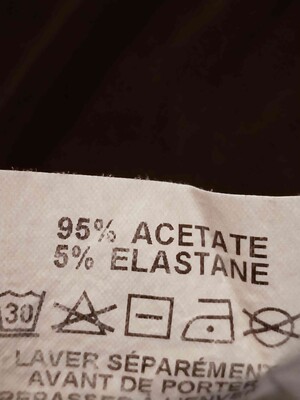 95% ACETATE
5% ELASTANE
30
LAVER SÉPARÉMENT
AVANT DE PORTER